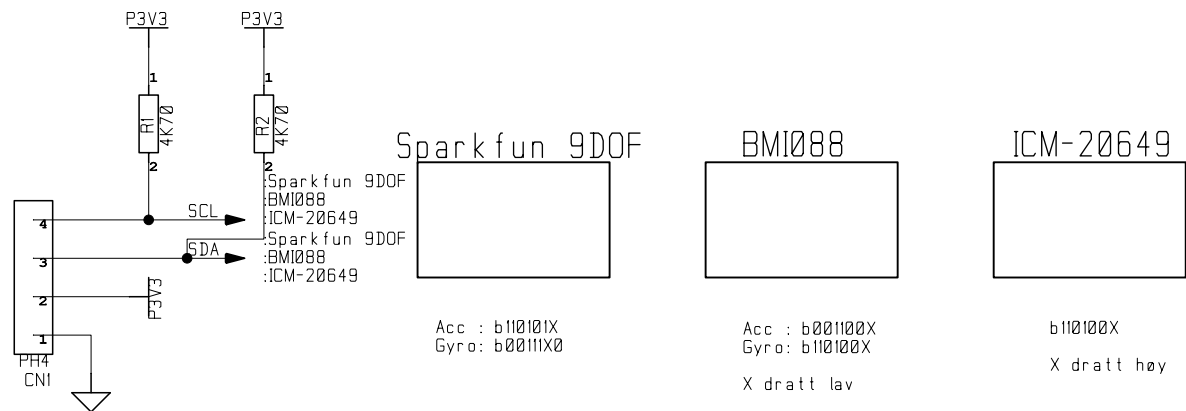 P3V3
P3V3
1
1
R1
4K70
R2
4K70
2
2
Sparkfun 9DOF
BMI088
ICM-20649
:Sparkfun 9DOF
:BMI088
:ICM-20649
:Sparkfun 9DOF
:BMI088
:ICM-20649
SCL
SDA
4
3
2
1
P3V3
PH4
CN1
Acc : b110101X
Gyro: b00111X0
Acc : b001100X
Gyro: b110100X
X dratt lav
b110100X
X dratt høy